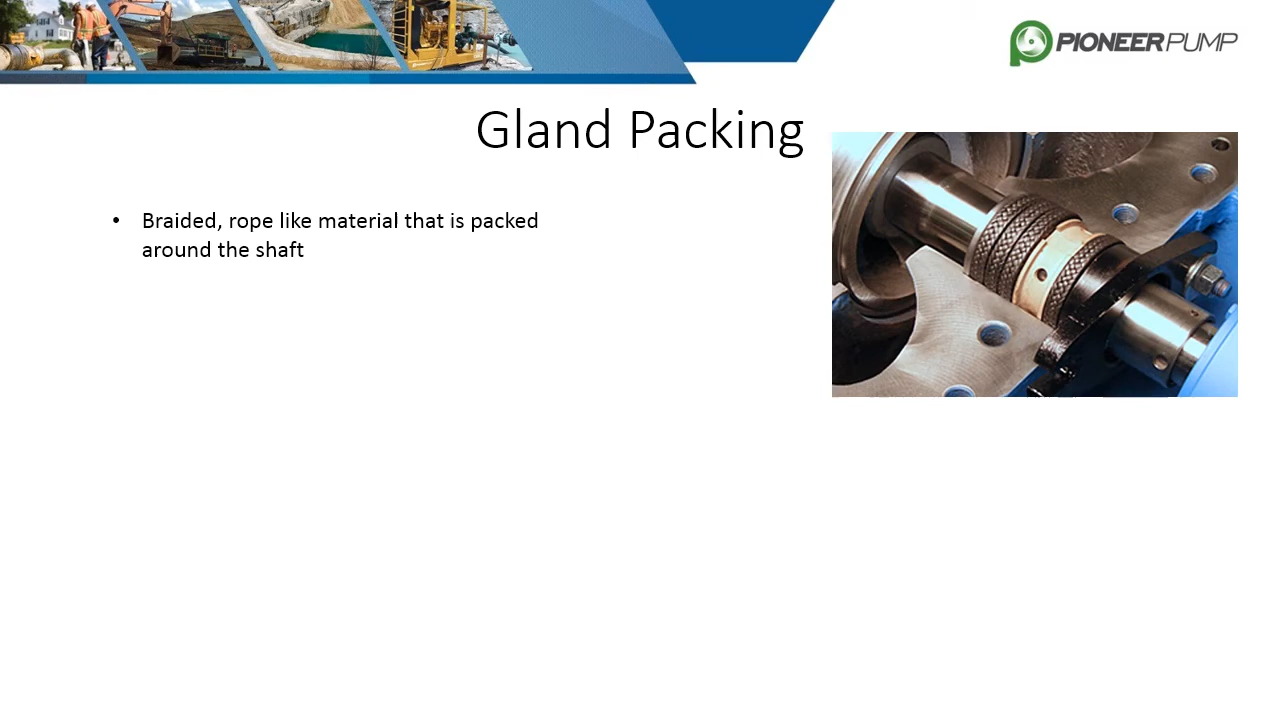 PIONEERPUMP
Gland Packing
• Braided, rope like material that is packed
around the shaft